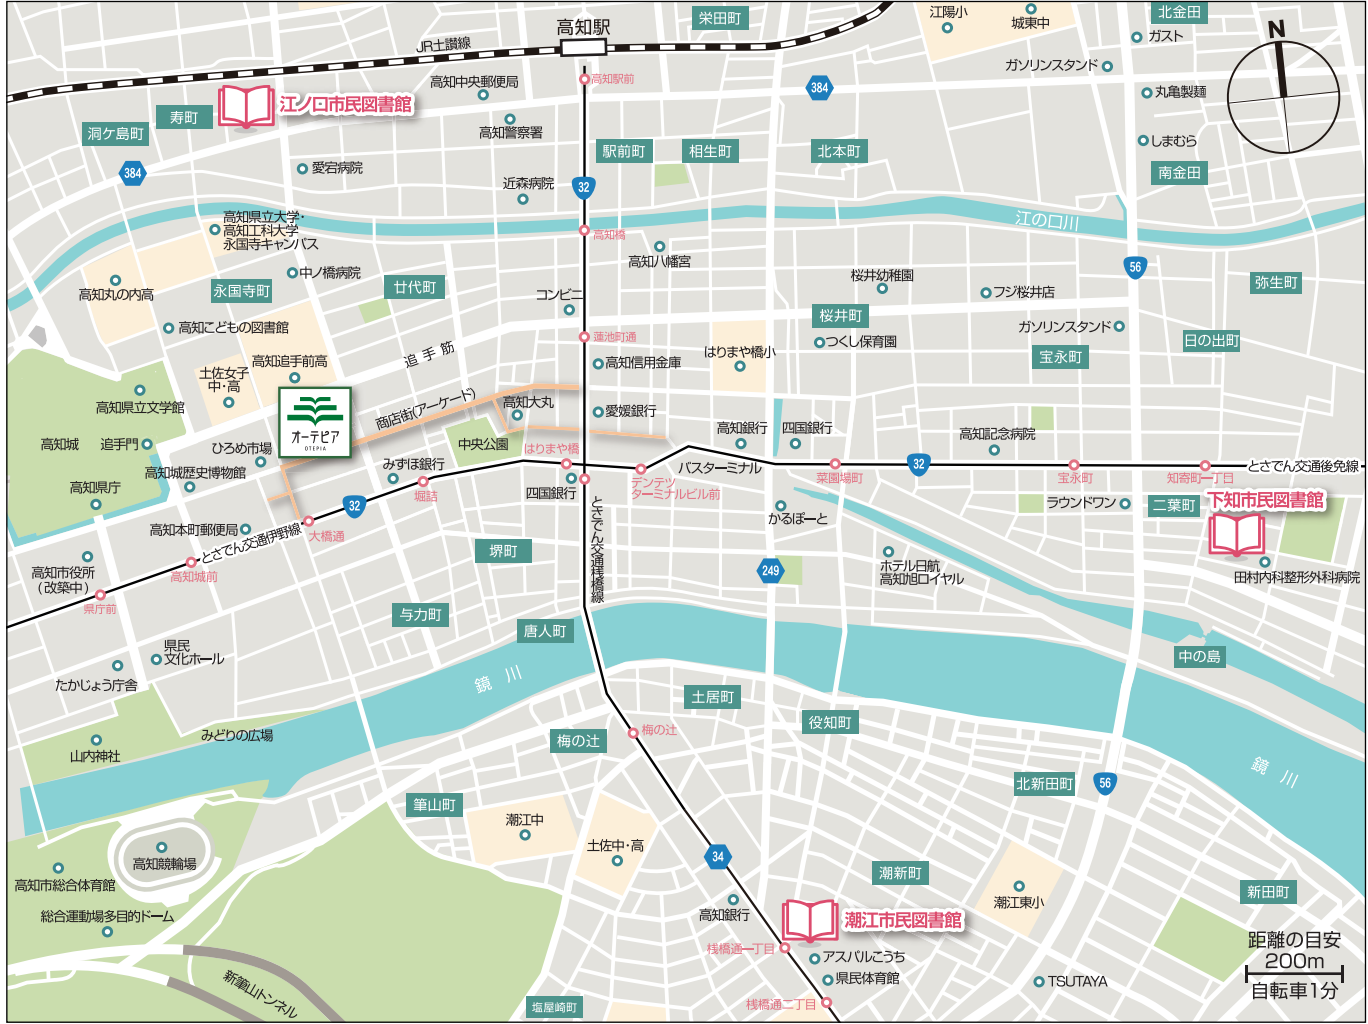 高知駅
栄田町
江陽小
城東中
北金田
ガスト
N
JR土讃線
高知駅前
ガソリンスタンド
高知中央郵便局
384
丸亀製麺
江ノ口市民図書館
寿町
洞ケ島町
高知警察署
駅前町
相生町
北本町
しまむら
南金田
384
愛宕病院
近森病院
32
高知県立大学・
高知工科大学
永国寺キャンパス
江の口川
高知橋
高知八幡宮
56
中ノ橋病院
桜井幼稚園
弥生町
高知丸の内高
永国寺町
廿代町
コンビニ
フジ桜井店
高知こどもの図書館
桜井町
ガソリンスタンド
蓮池町通
つくし保育園
日の出町
追手筋
はりまや橋小
宝永町
高知追手前高
高知信用金庫
土佐女子
中・高
商店街(アーケード)
高知大丸
愛媛銀行
高知県立文学館
オーテピア
OTEPIA
高知銀行
四国銀行
高知記念病院
高知城
追手門
ひろめ市場
中央公園
はりまや橋
みずほ銀行
バスターミナル
32
とさでん交通後免線
高知城歴史博物館
堀詰
四国銀行
デンテツ
ターミナルビル前
菜園場町
宝永町
知寄町一丁目
高知県庁
32
かるぽーと
ラウンドワン
二葉町
下知市民図書館
高知本町郵便局
大橋通
とさでん交通伊野線
とさでん交通桟橋線
堺町
249
ホテル日航
高知旭ロイヤル
高知市役所
(改築中)
高知城前
田村内科整形外科病院
県庁前
与力町
唐人町
県民
文化ホール
中の島
たかじょう庁舎
鏡川
土居町
役知町
みどりの広場
梅の辻
梅の辻
山内神社
鏡川
北新田町
56
筆山町
潮江中
土佐中・高
34
高知競輪場
潮新町
高知市総合体育館
潮江東小
新田町
高知銀行
潮江市民図書館
総合運動場多目的ドーム
桟橋通一丁目
アスパルこうち
県民体育館
距離の目安
200m
自転車1分
新筆山トンネル
TSUTAYA
塩屋崎町
桟橋通二丁目